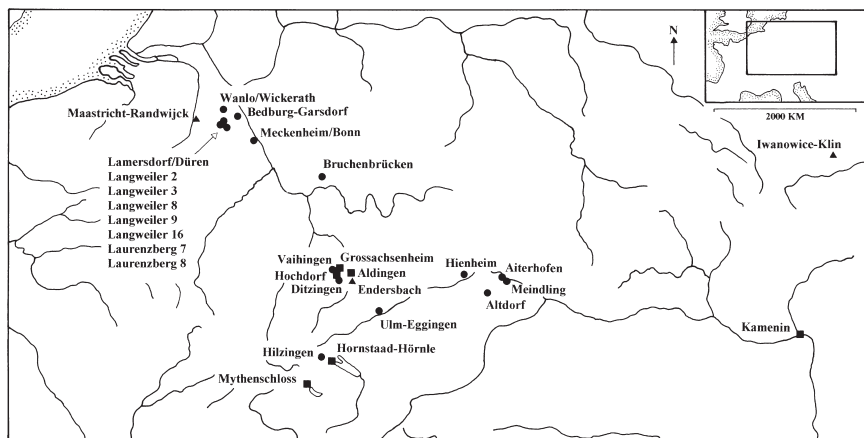 N
2000 KM
Maastricht-Randwijck
Wanlo/Wickerath
Bedburg-Garsdorf
Meckenheim/Bonn
Iwanowice-Klin
Lamersdorf/Düren
Langweiler 2
Langweiler 3
Langweiler 8
Langweiler 9
Langweiler 16
Laurenzberg 7
Laurenzberg 8
Bruchenbrücken
Vaihingen
Grossachsenheim
Hochdorf
Aldingen
Ditzingen
Endersbach
Hienheim
Aiterhofen
Meindling
Altdorf
Ulm-Eggingen
Kamenin
Hilzingen
Hornstaad-Hörnle
Mythenschloss